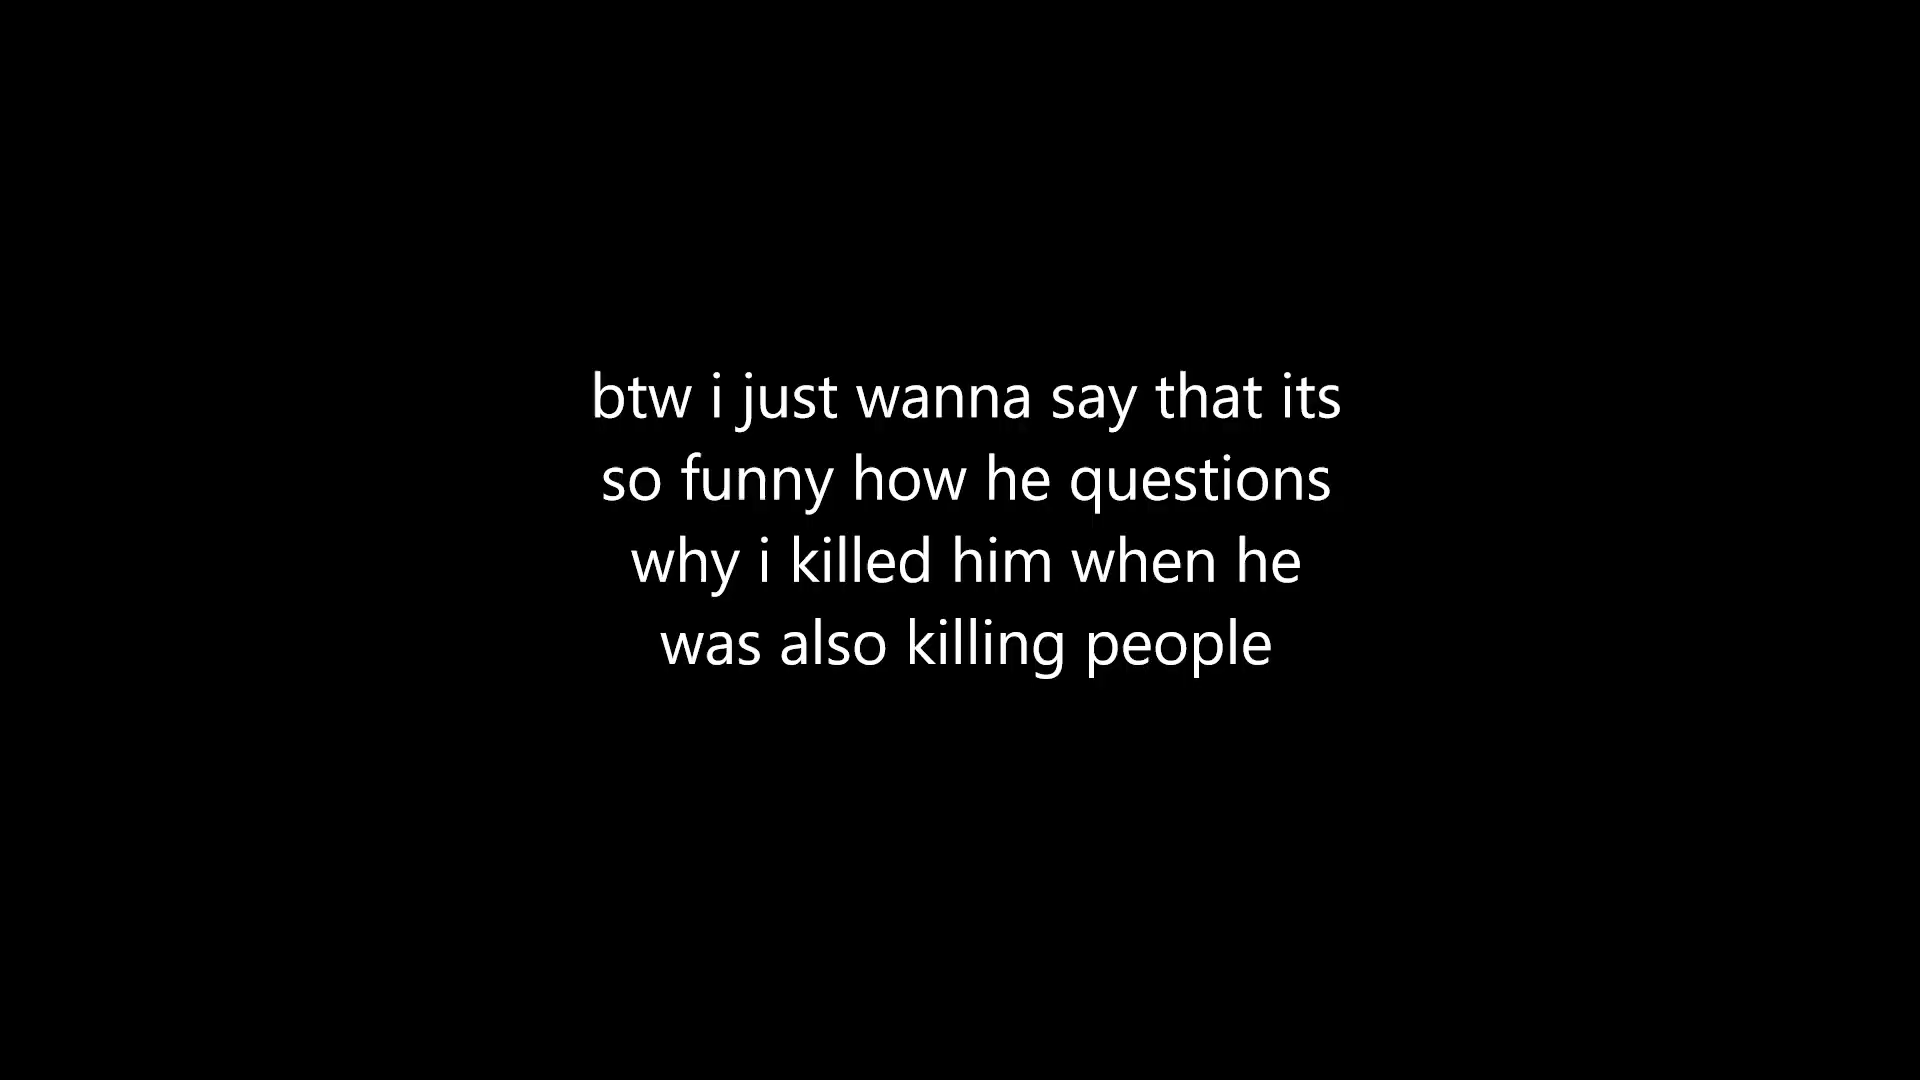 btw i just wanna say that its
so funny how he questions
why i killed him when he
was also killing people